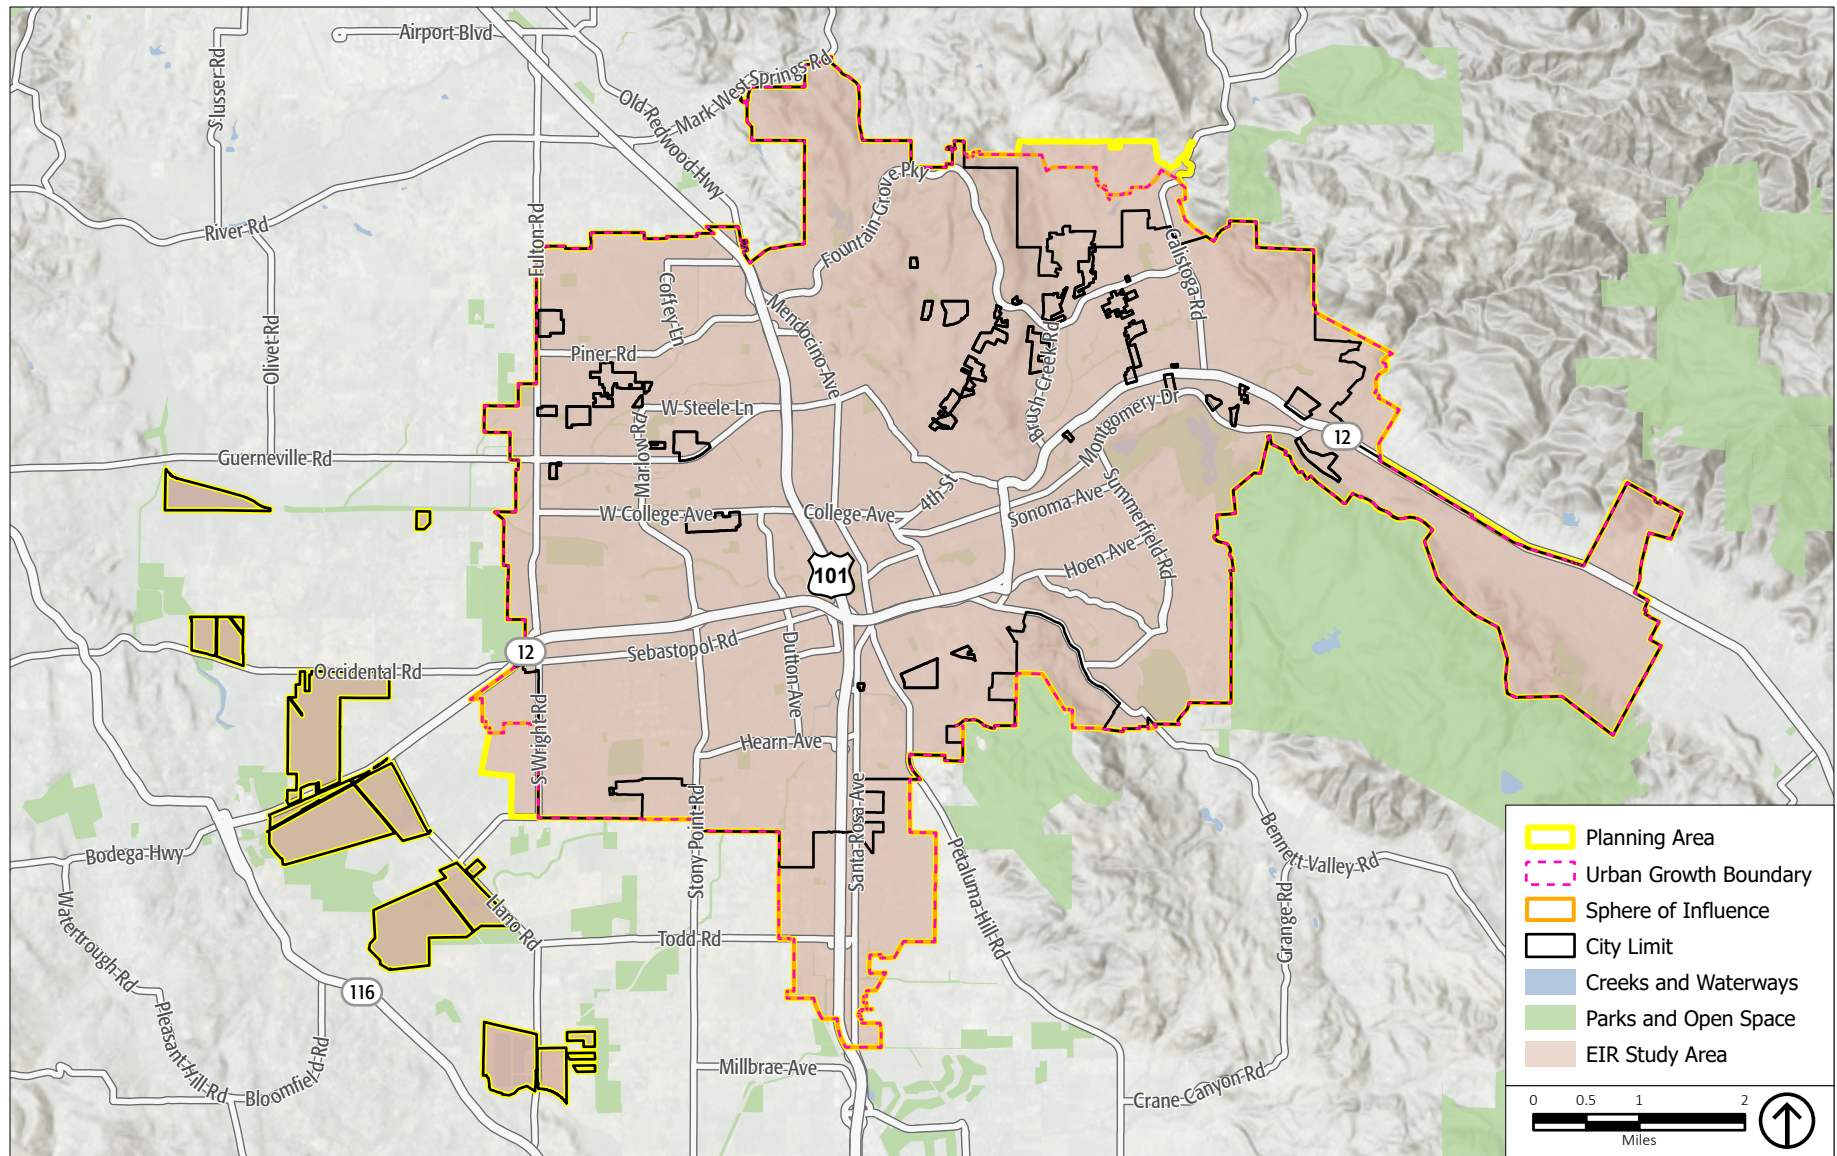 Airport Blvd
Slusser Rd
Old Redwood Hwy
Mark West Springs Rd
River Rd
Fulton Rd
Fountain Grove Pky
Coffey Ln
Calistoga Rd
Olivet Rd
Mendocino Ave
Piner Rd
Brush Creek Rd
W Steele Ln
Montgomery Dr
Marlow Rd
12
Guerneville Rd
4th St
Summerfield Rd
W College Ave
College Ave
Sonoma Ave
Hoen Ave
101
12
Sebastopol Rd
Dutton Ave
Occidental Rd
S Wright Rd
Hearn Ave
Stony Point Rd
Santa Rosa Ave
Bodega Hwy
Petaluma Hill Rd
Bennett Valley Rd
Watertrough Rd
Llano Rd
Todd Rd
Grange Rd
116
Pleasant Hill Rd
Bloomfield Rd
Millbrae Ave
Crane Canyon Rd
Planning Area
Urban Growth Boundary
Sphere of Influence
City Limit
Creeks and Waterways
Parks and Open Space
EIR Study Area
0 0.5 1 2
Miles